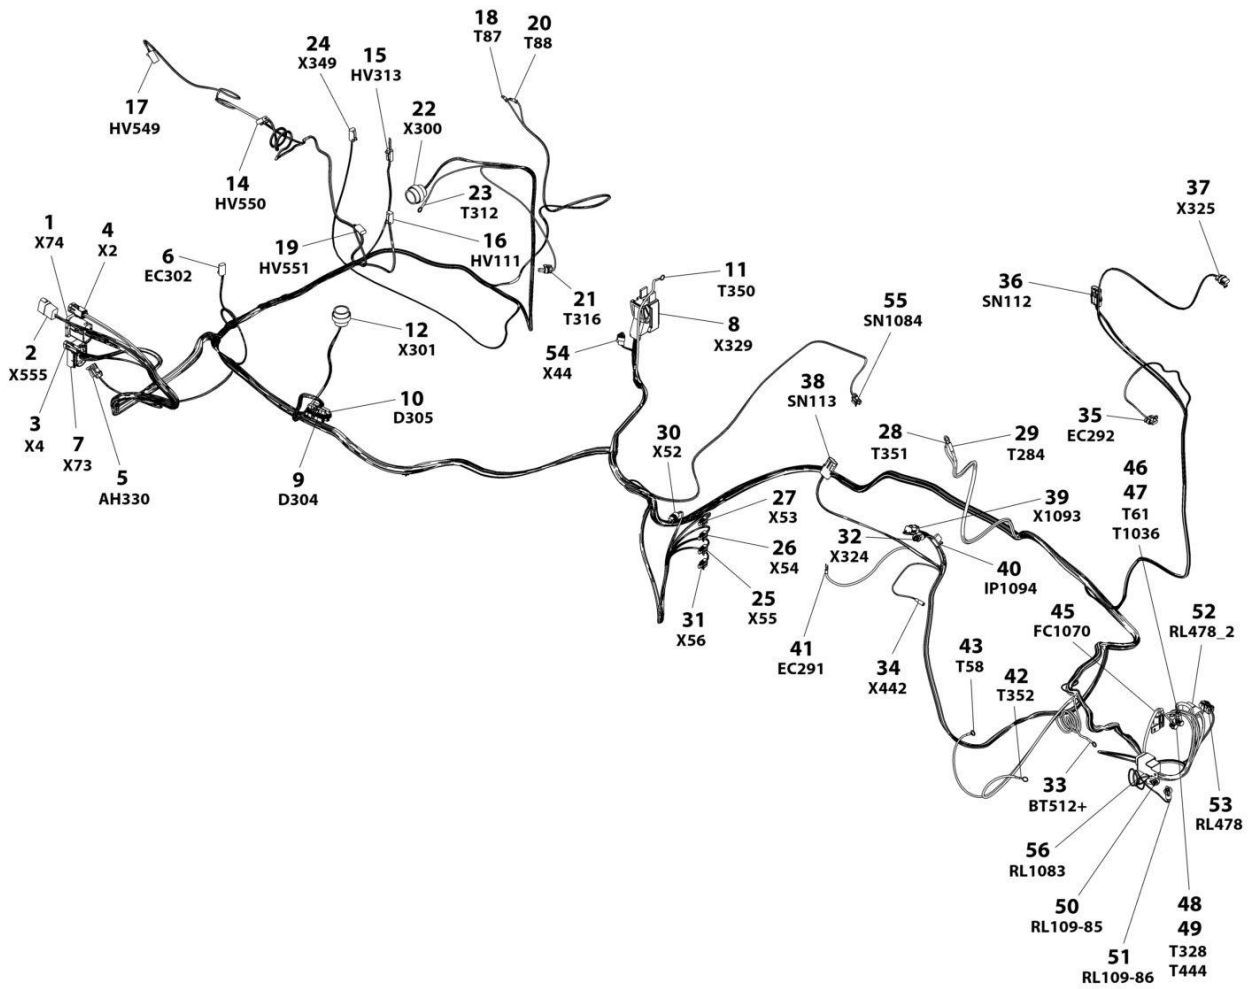 18
T87
20
T88
24
X349
15
HV313
17
HV549
22
X300
14
HV550
23
T312
37
X325
1
X74
4
X2
6
EC302
19
HV551
16
HV111
11
T350
36
SN112
21
T316
55
SN1084
8
X329
2
X555
12
X301
54
X44
38
SN113
10
D305
28
T351
29
T284
35
EC292
3
X4
7
X73
5
AH330
9
D304
30
X52
46
47
T61
T1036
27
X53
39
X1093
32
X324
26
X54
40
IP1094
25
X55
31
X56
45
FC1070
52
RL478_2
41
EC291
34
X442
43
T58
42
T352
33
BT512+
53
RL478
56
RL1083
50
RL109-85
48
49
T328
T444
51
RL109-86